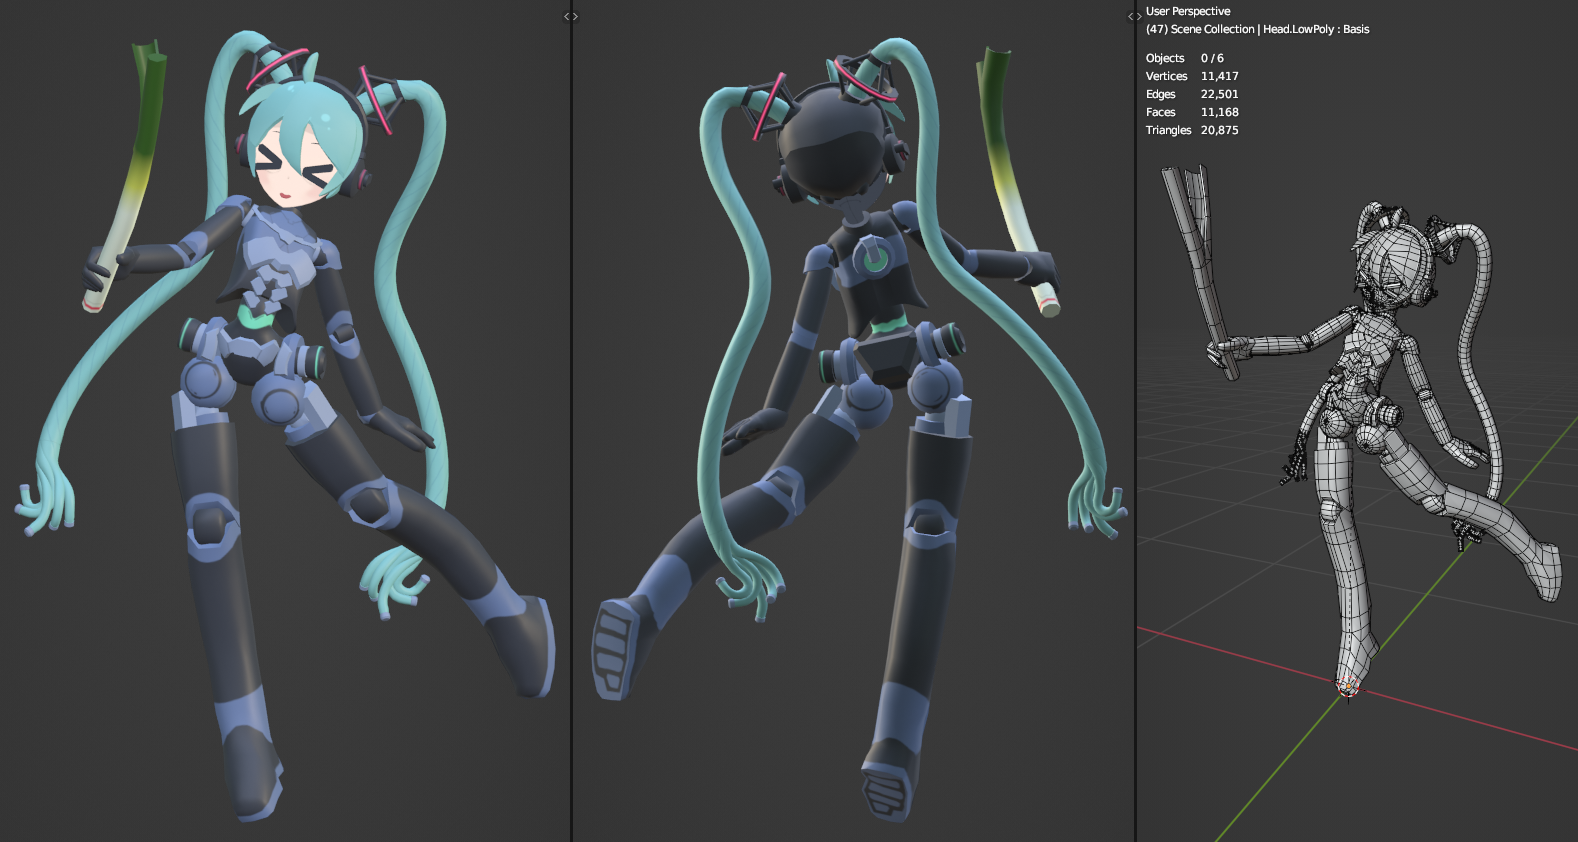 User Perspective
(47) Scene Collection | Head.LowPoly : Basis
Objects 0 / 6
Vertices 11,417
Edges 22,501
Faces 11,168
Triangles 20,875